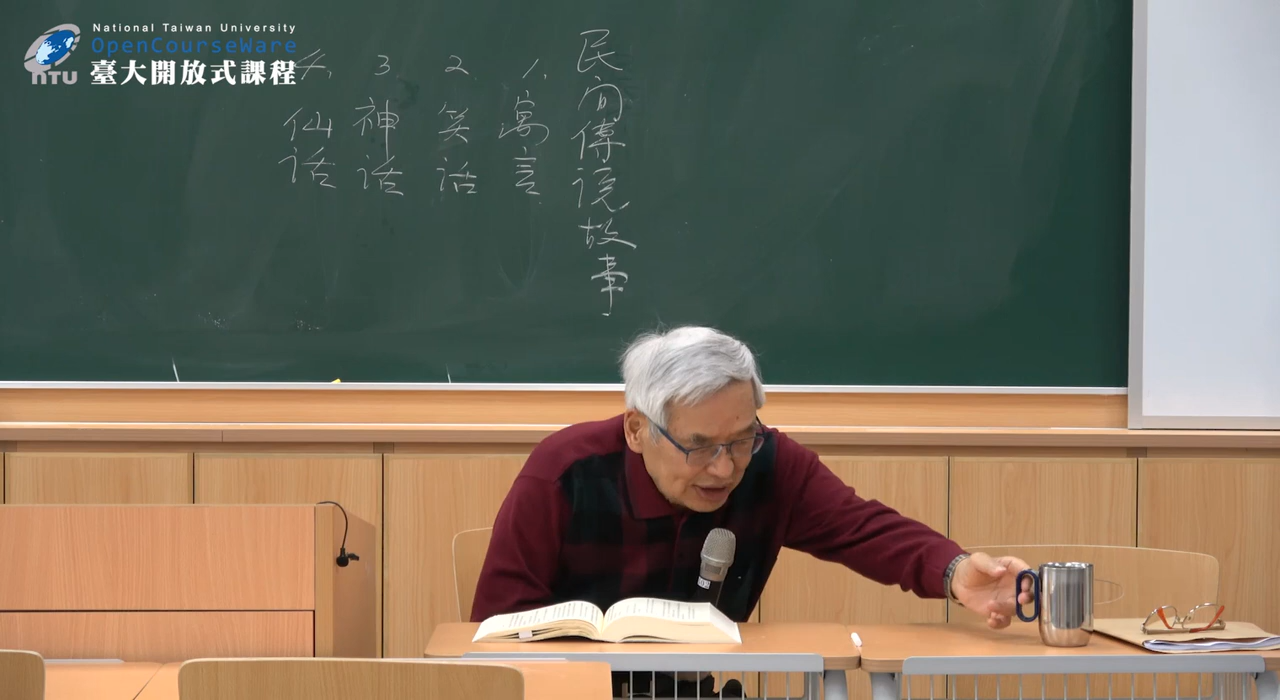 National Taiwan University
OpenCourseWare
NTU 臺大開放式課程
民间傳说故事
1. 寓言
2. 笑话
3 神话
4. 仙话